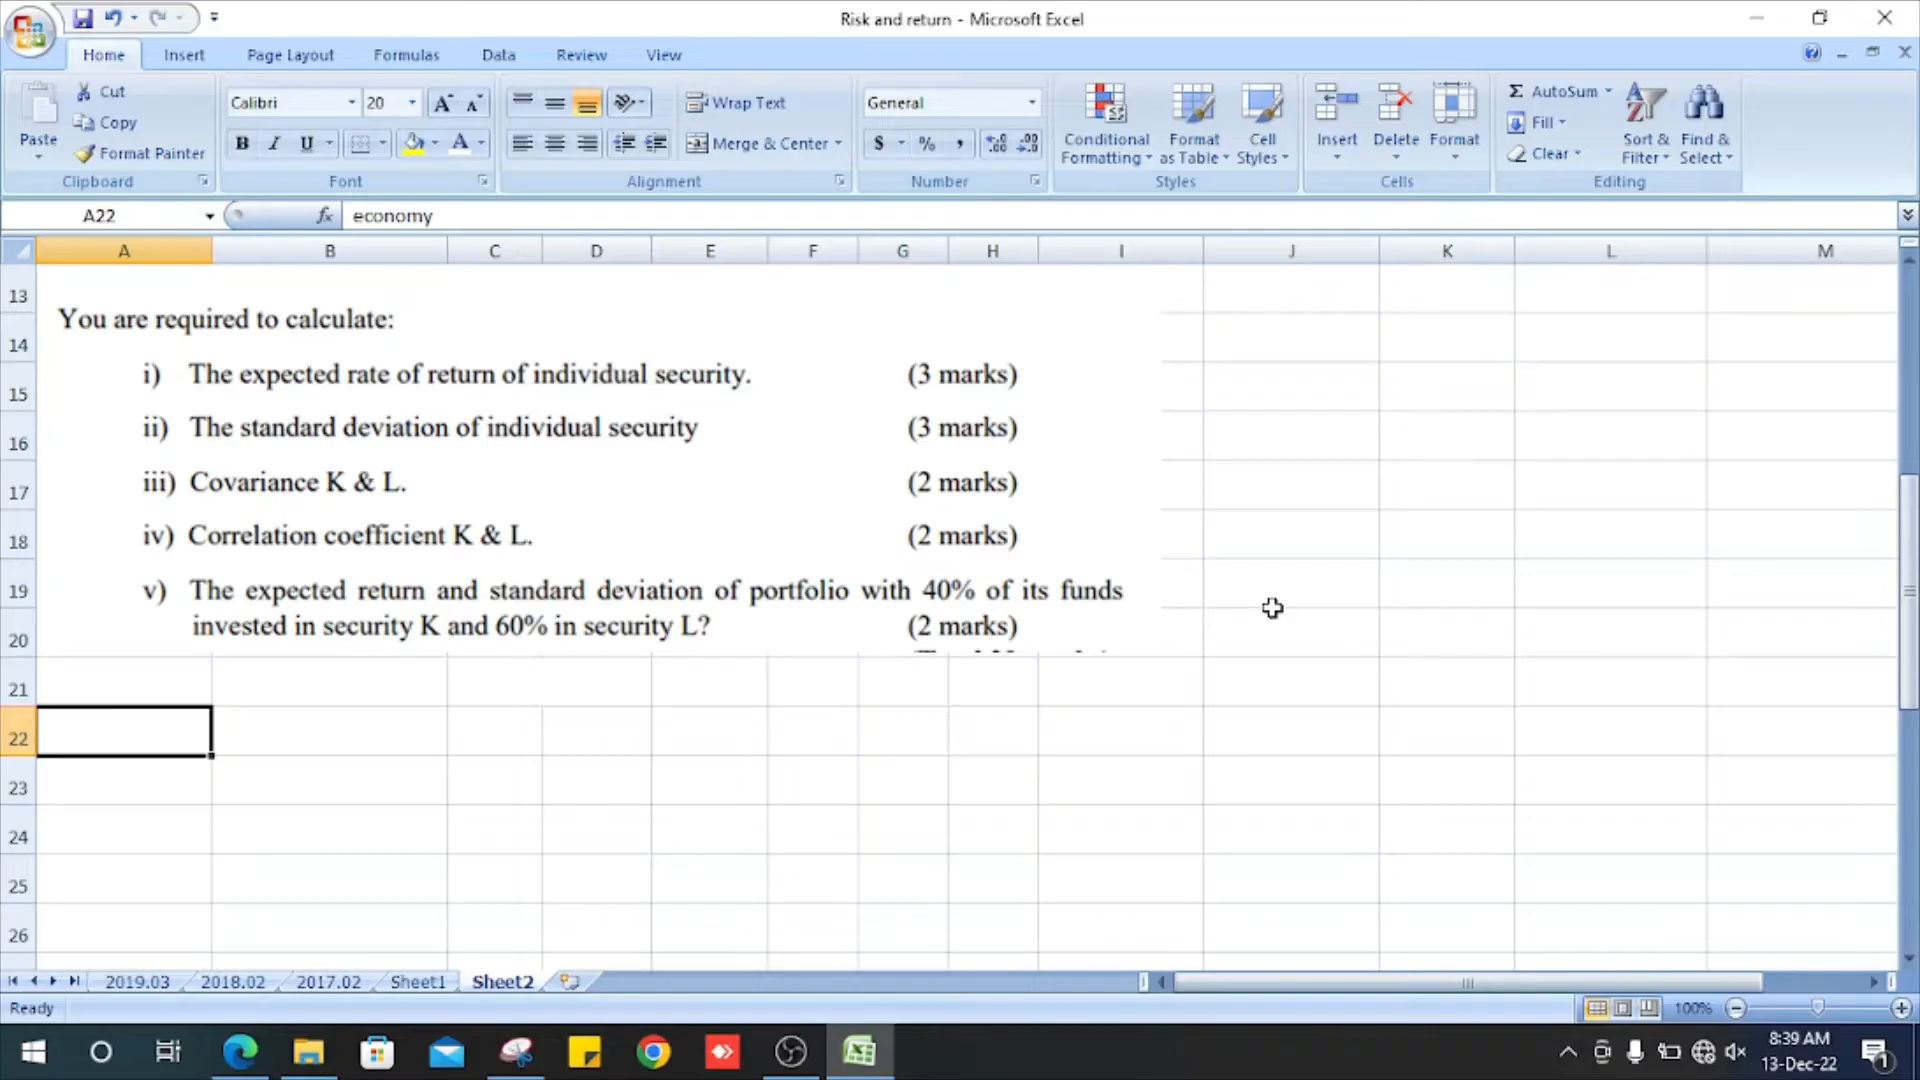 Risk and return - Microsoft Excel
Home Insert Page Layout Formulas Data Review View
Paste
Cut
Copy
Format Painter
Clipboard
Calibri 20
B I U
Font
Wrap Text
Merge & Center
Alignment
General
$ % ,
Number
Conditional Formatting
Format as Table
Cell Styles
Styles
Insert Delete Format
Cells
Σ AutoSum
Fill
Clear
Sort & Filter
Find & Select
Editing
A22 fx economy
A B C D E F G H I J K L M
13
You are required to calculate:
14
i) The expected rate of return of individual security. (3 marks)
15
ii) The standard deviation of individual security (3 marks)
16
iii) Covariance K & L. (2 marks)
17
iv) Correlation coefficient K & L. (2 marks)
18
v) The expected return and standard deviation of portfolio with 40% of its funds
19
invested in security K and 60% in security L? (2 marks)
20
21
22
23
24
25
26
2019.03 2018.02 2017.02 Sheet1 Sheet2
Ready 100%
8:39 AM
13-Dec-22
1